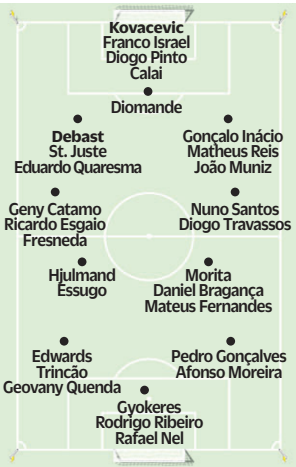 Kovacevic
Franco Israel
Diogo Pinto
Calai
Diomande
Debast
St. Juste
Eduardo Quaresma
Gonçalo Inácio
Matheus Reis
João Muniz
Geny Catamo
Ricardo Esgaio
Fresneda
Nuno Santos
Diogo Travassos
Hjulmand
Essugo
Morita
Daniel Bragança
Mateus Fernandes
Edwards
Trincão
Geovany Quenda
Pedro Gonçalves
Afonso Moreira
Gyokeres
Rodrigo Ribeiro
Rafael Nel